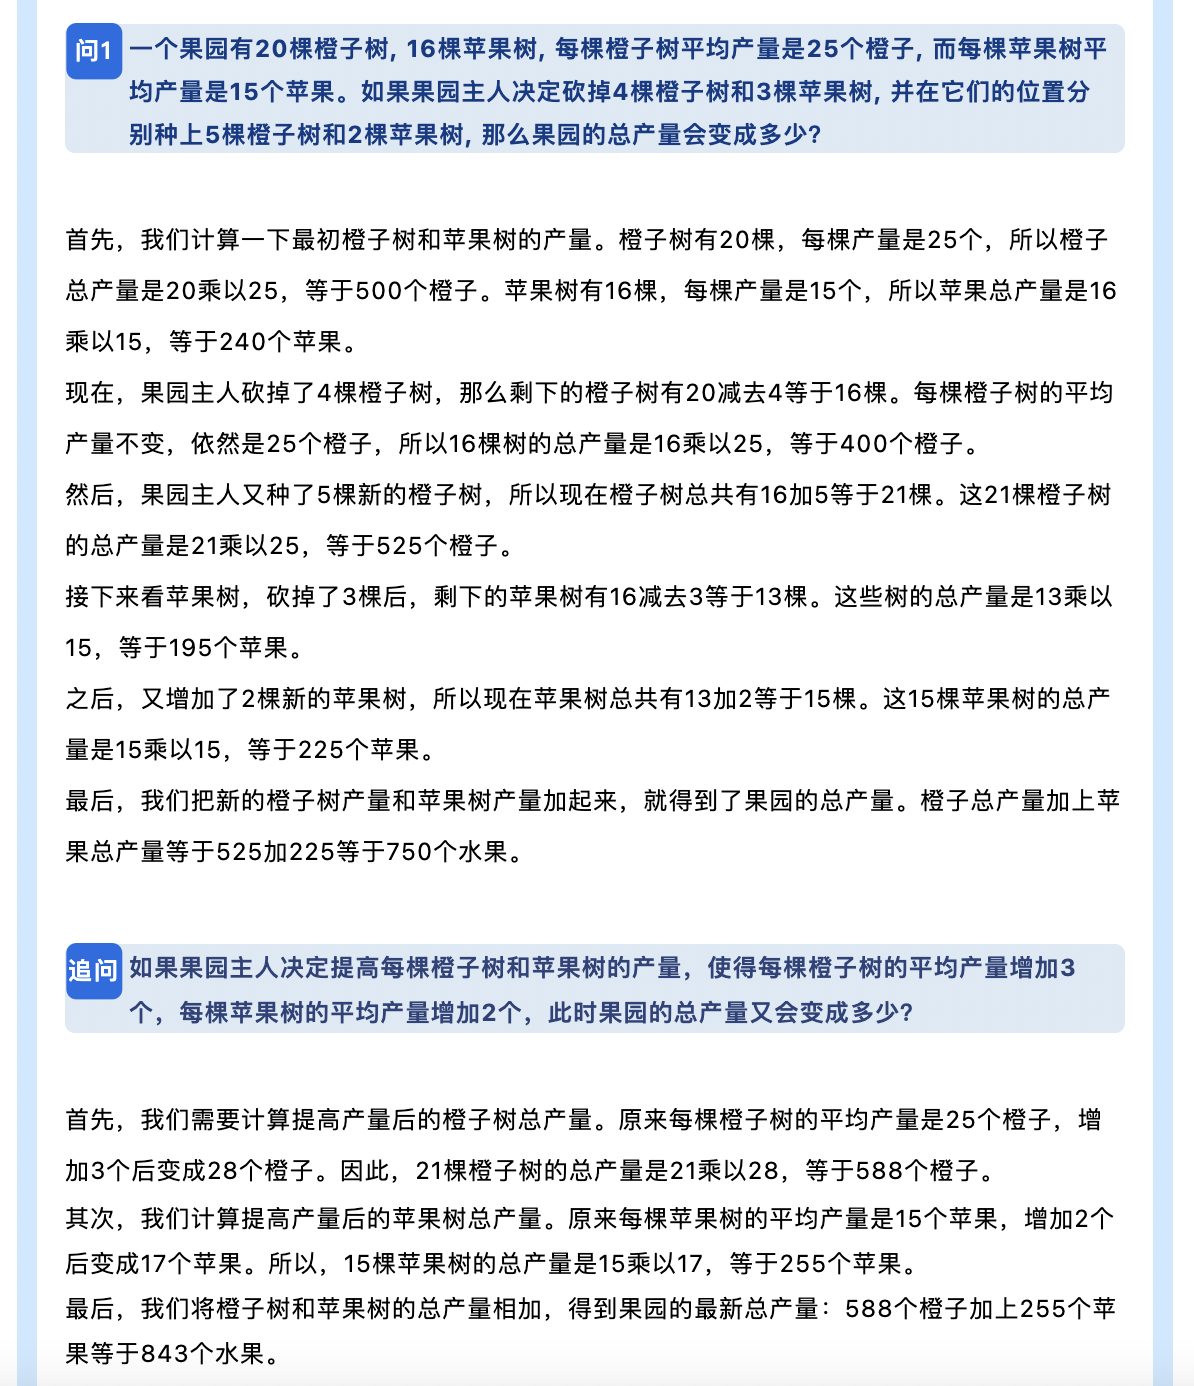 问1
一个果园有20棵橙子树, 16棵苹果树, 每棵橙子树平均产量是25个橙子, 而每棵苹果树平
均产量是15个苹果。如果果园主人决定砍掉4棵橙子树和3棵苹果树, 并在它们的位置分
别种上5棵橙子树和2棵苹果树, 那么果园的总产量会变成多少?
首先，我们计算一下最初橙子树和苹果树的产量。橙子树有20棵，每棵产量是25个，所以橙子
总产量是20乘以25，等于500个橙子。苹果树有16棵，每棵产量是15个，所以苹果总产量是16
乘以15，等于240个苹果。
现在，果园主人砍掉了4棵橙子树，那么剩下的橙子树有20减去4等于16棵。每棵橙子树的平均
产量不变，依然是25个橙子，所以16棵树的总产量是16乘以25，等于400个橙子。
然后，果园主人又种了5棵新的橙子树，所以现在橙子树总共有16加5等于21棵。这21棵橙子树
的总产量是21乘以25，等于525个橙子。
接下来看苹果树，砍掉了3棵后，剩下的苹果树有16减去3等于13棵。这些树的总产量是13乘以
15，等于195个苹果。
之后，又增加了2棵新的苹果树，所以现在苹果树总共有13加2等于15棵。这15棵苹果树的总产
量是15乘以15，等于225个苹果。
最后，我们把新的橙子树产量和苹果树产量加起来，就得到了果园的总产量。橙子总产量加上苹
果总产量等于525加225等于750个水果。
追问
如果果园主人决定提高每棵橙子树和苹果树的产量，使得每棵橙子树的平均产量增加3
个，每棵苹果树的平均产量增加2个，此时果园的总产量又会变成多少?
首先，我们需要计算提高产量后的橙子树总产量。原来每棵橙子树的平均产量是25个橙子，增
加3个后变成28个橙子。因此，21棵橙子树的总产量是21乘以28，等于588个橙子。
其次，我们计算提高产量后的苹果树总产量。原来每棵苹果树的平均产量是15个苹果，增加2个
后变成17个苹果。所以，15棵苹果树的总产量是15乘以17，等于255个苹果。
最后，我们将橙子树和苹果树的总产量相加，得到果园的最新总产量：588个橙子加上255个苹
果等于843个水果。